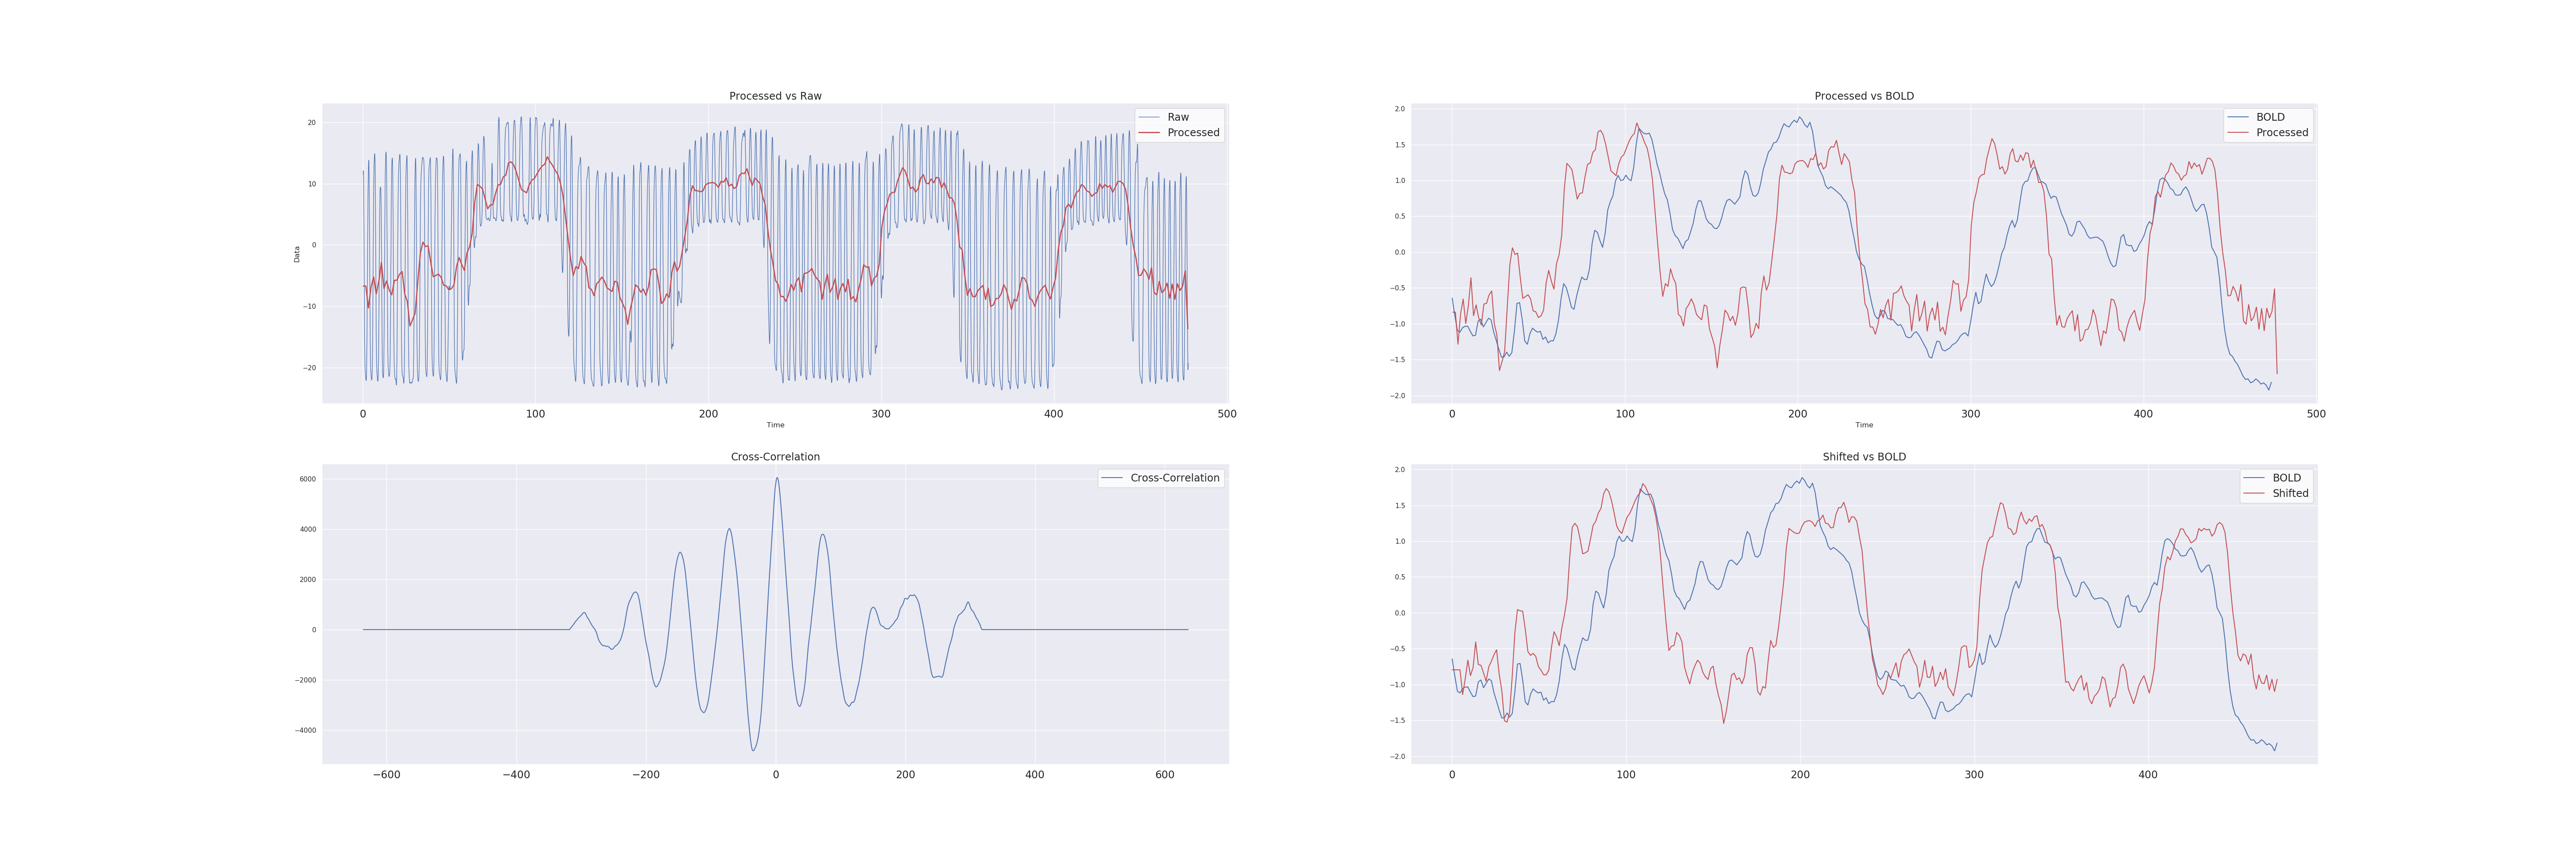 Processed vs Raw
Raw
Processed
Data
20
10
0
−10
−20
0 100 200 300 400 500
Time
Processed vs BOLD
BOLD
Processed
2.0
1.5
1.0
0.5
0.0
−0.5
−1.0
−1.5
−2.0
0 100 200 300 400 500
Time
Cross-Correlation
Cross-Correlation
6000
4000
2000
0
−2000
−4000
−600 −400 −200 0 200 400 600
Shifted vs BOLD
BOLD
Shifted
2.0
1.5
1.0
0.5
0.0
−0.5
−1.0
−1.5
−2.0
0 100 200 300 400